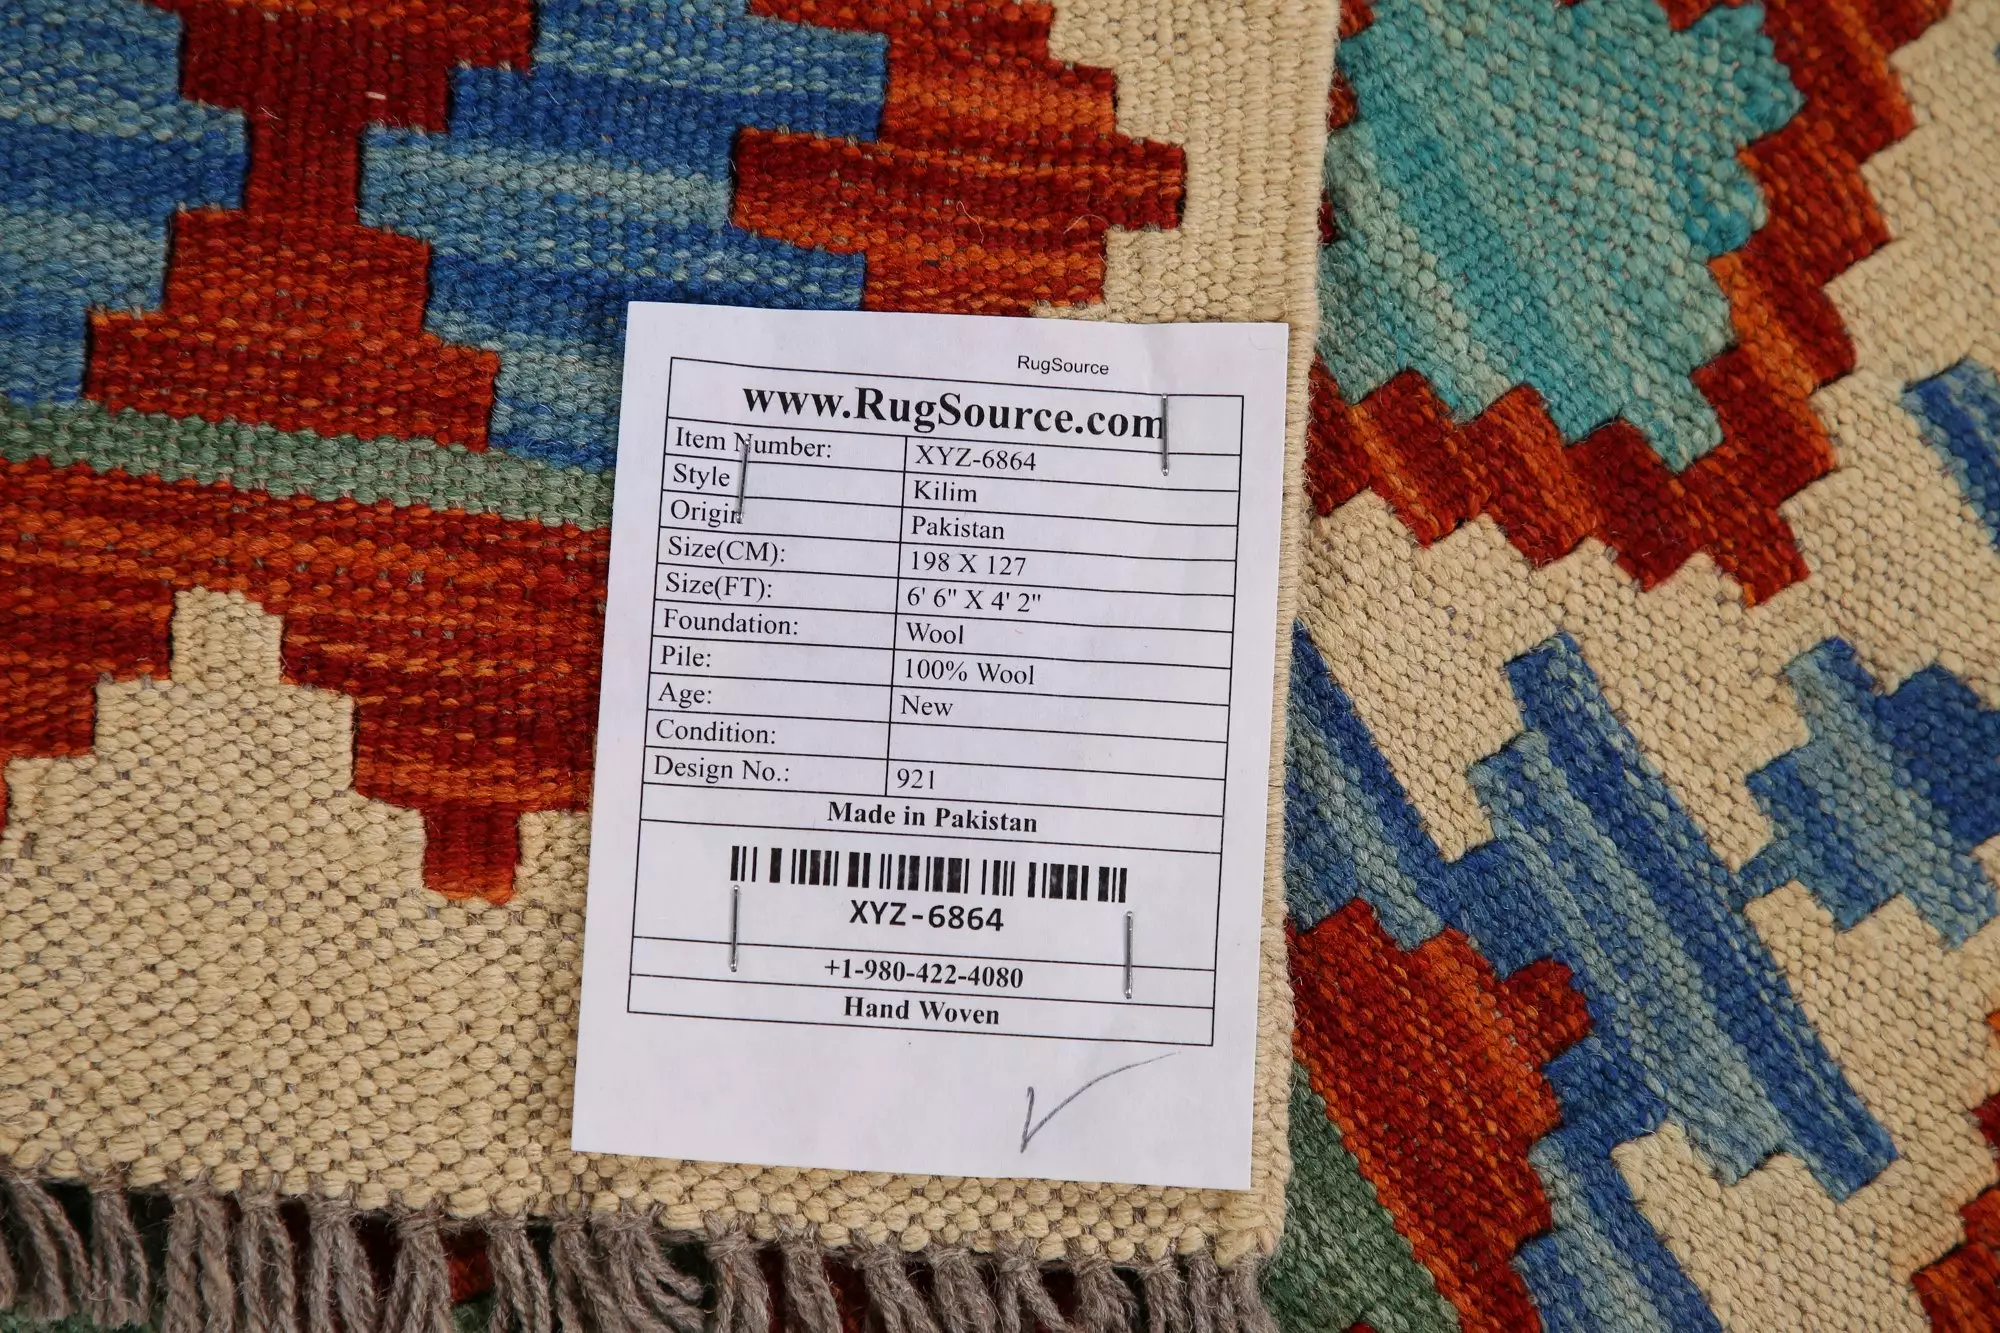 RugSource
www.RugSource.com
Item Number: XYZ-6864
Style Kilim
Origin Pakistan
Size(CM): 198 X 127
Size(FT): 6' 6" X 4' 2"
Foundation: Wool
Pile: 100% Wool
Age: New
Condition:
Design No.: 921
Made in Pakistan
XYZ-6864
+1-980-422-4080
Hand Woven